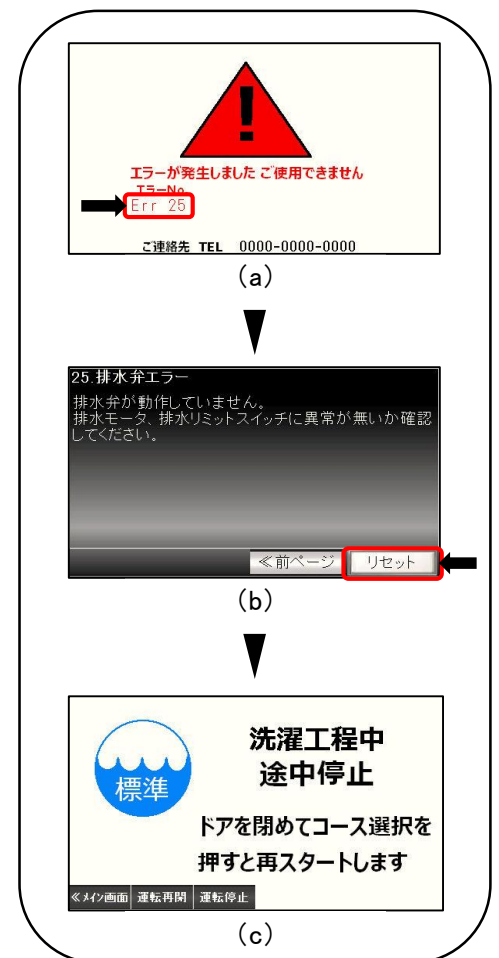 !
エラーが発生しました ご使用できません
エラーNo
Err 25
ご連絡先 TEL 0000-0000-0000
(a)
25.排水弁エラー
排水弁が動作していません。
排水モータ、排水リミットスイッチに異常が無いか確認
してください。
≪前ページ リセット
(b)
標準
洗濯工程中
途中停止
ドアを閉めてコース選択を
押すと再スタートします
≪メイン画面 運転再開 運転停止
(c)